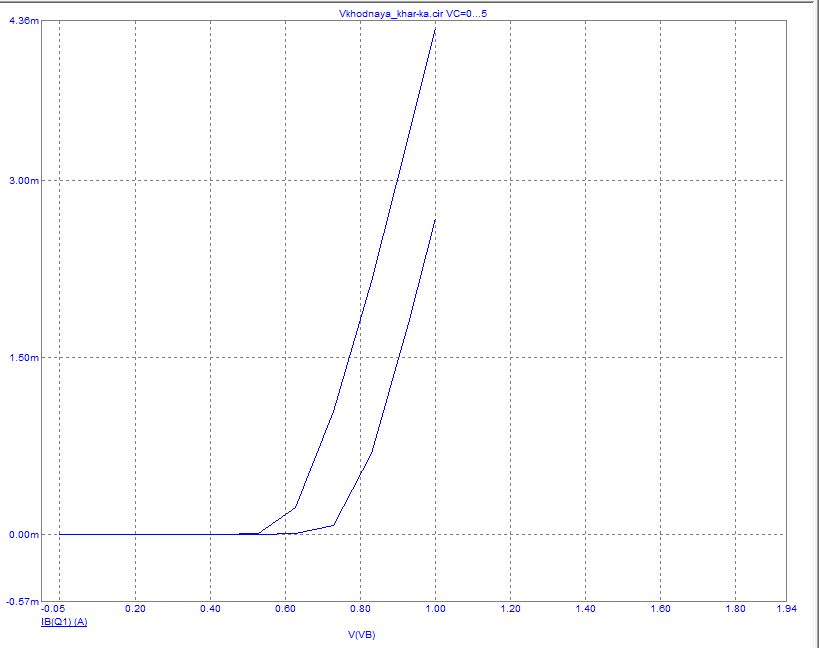 Vkhodnaya_khar-ka.cir VC=0...5
4.36m
3.00m
1.50m
0.00m
-0.57m
-0.05 0.20 0.40 0.60 0.80 1.00 1.20 1.40 1.60 1.80 1.94
IB(Q1) (A)
V(VB)